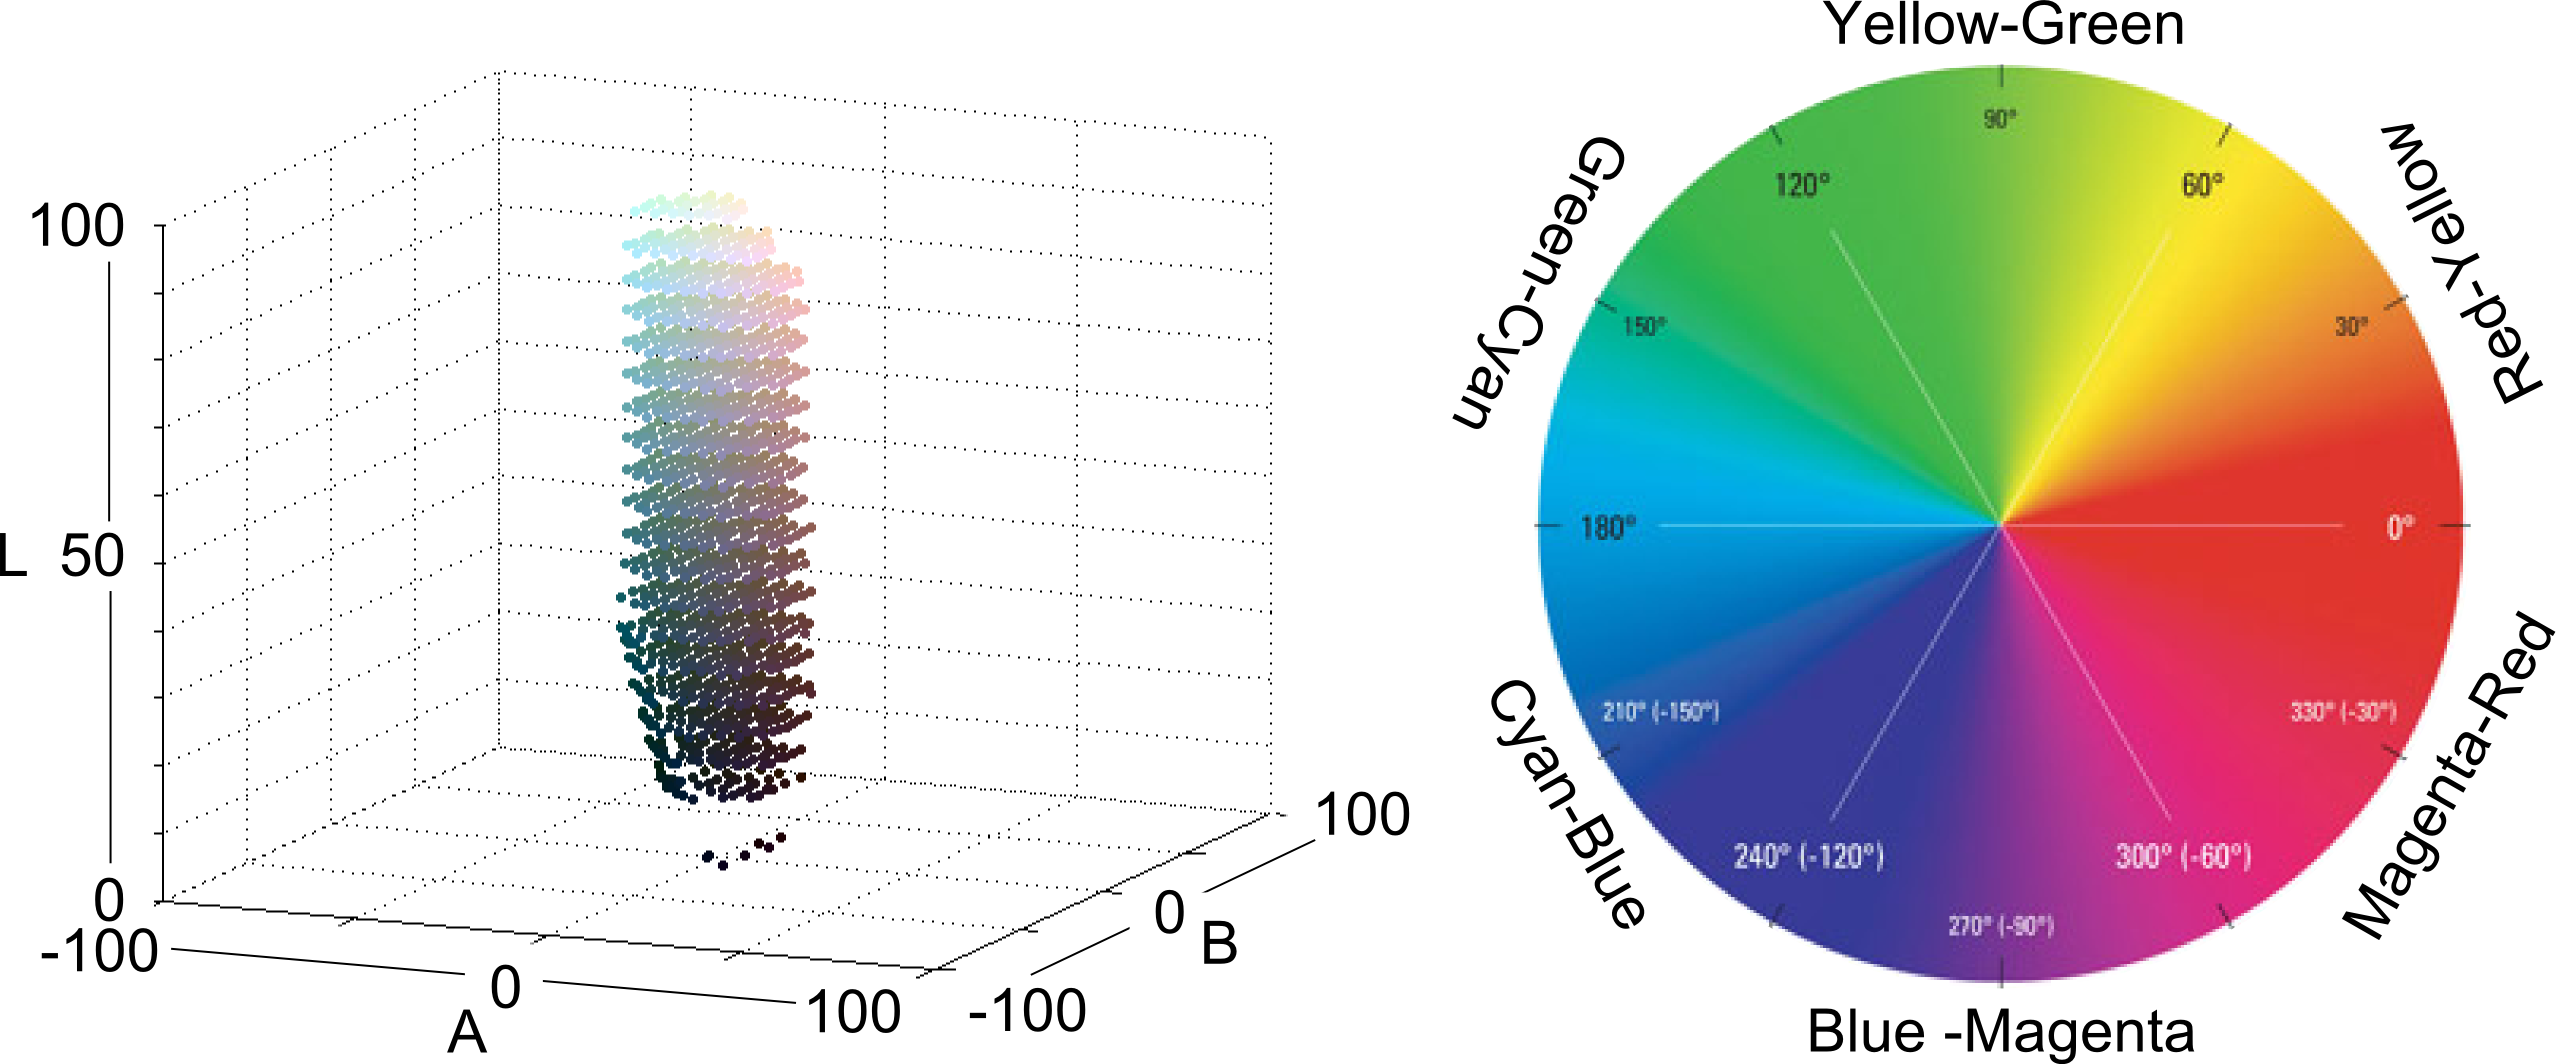 100
L 50
0
-100
0
100
A
-100
0
100
B
Yellow-Green
Red-Yellow
Green-Cyan
Cyan-Blue
Magenta-Red
Blue -Magenta
90°
120°
60°
150°
30°
180°
0°
210° (-150°)
330° (-30°)
240° (-120°)
300° (-60°)
270° (-90°)